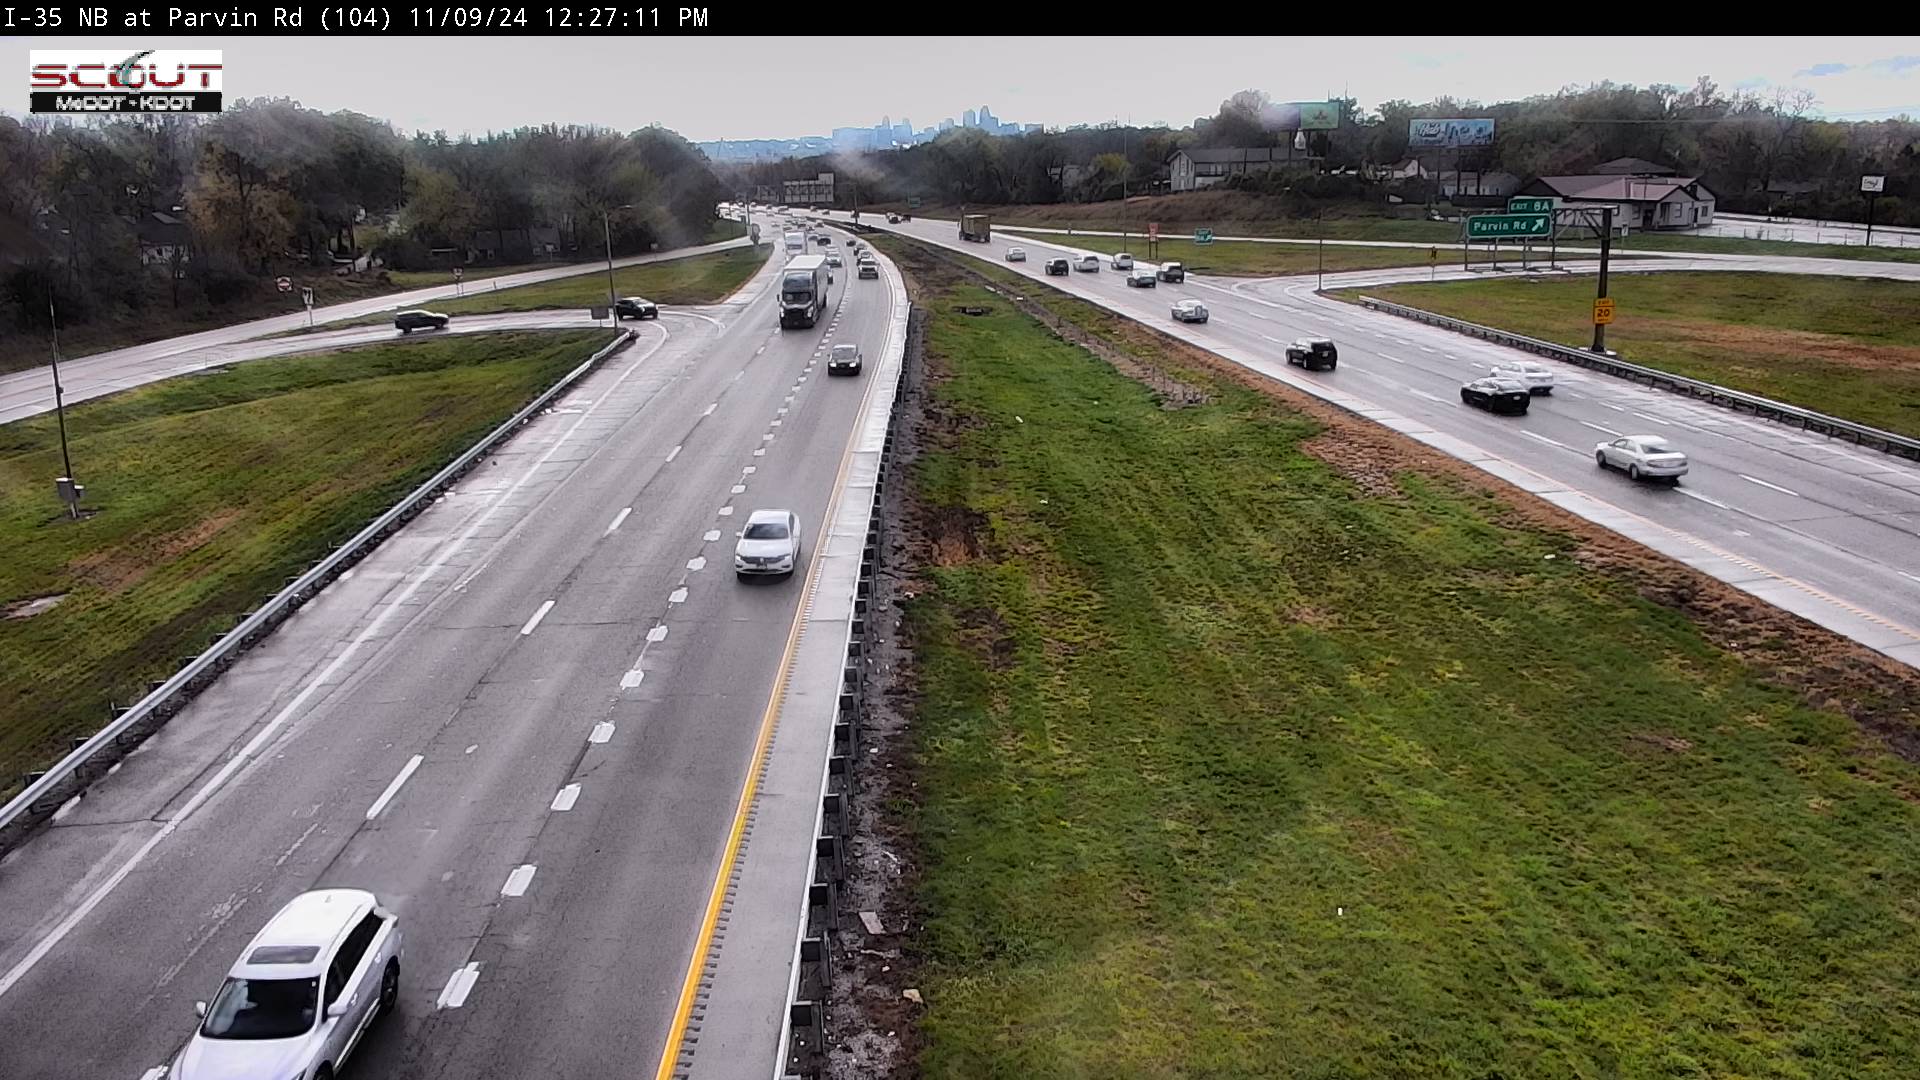 I-35 NB at Parvin Rd (104) 11/09/24 12:27:11 PM
SCOUT
MoDOT - KDOT
EXIT 8A
Parvin Rd
EXIT
20